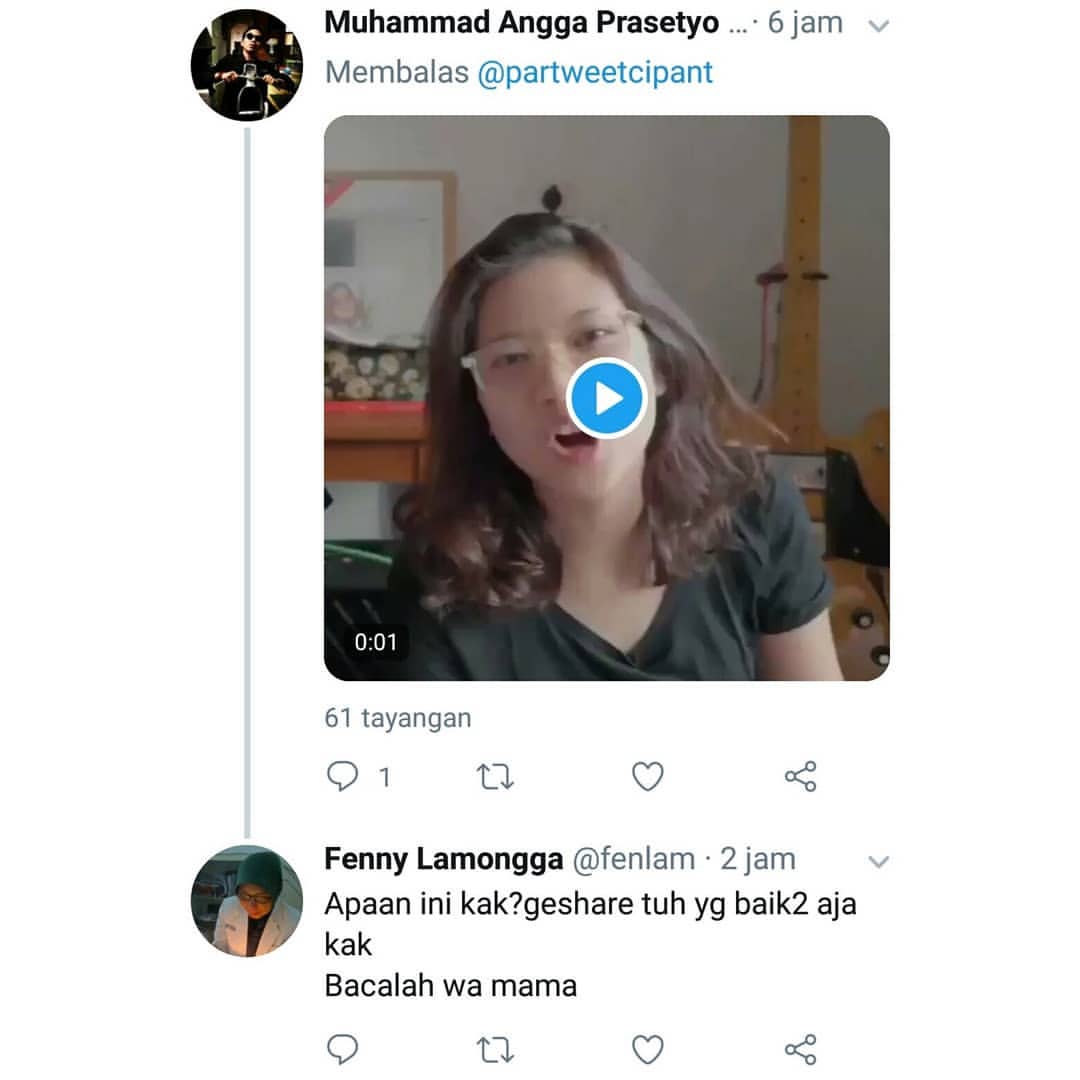 Muhammad Angga Prasetyo ... · 6 jam
Membalas @partweetcipant
0:01
61 tayangan
1
Fenny Lamongga @fenlam · 2 jam
Apaan ini kak?geshare tuh yg baik2 aja
kak
Bacalah wa mama